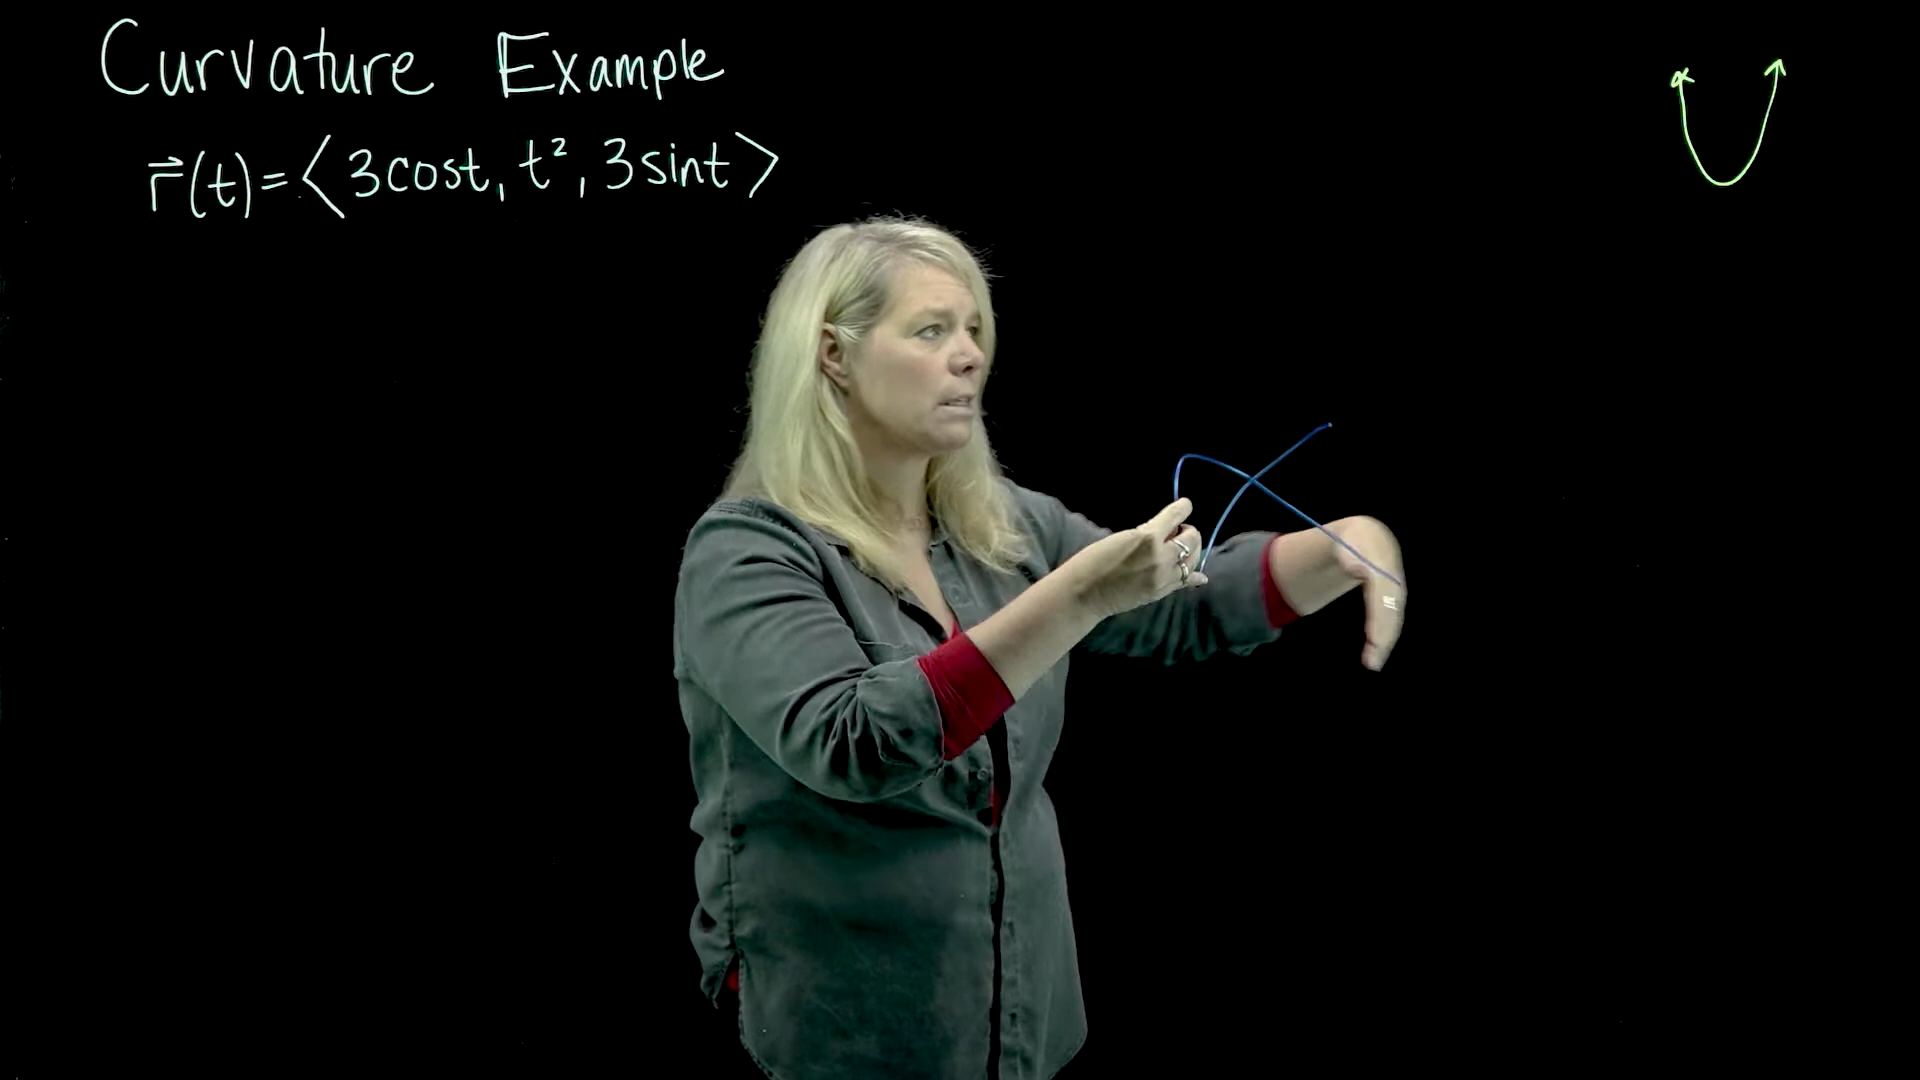 Curvature Example
r⃗(t)=⟨3cost, t², 3sint⟩